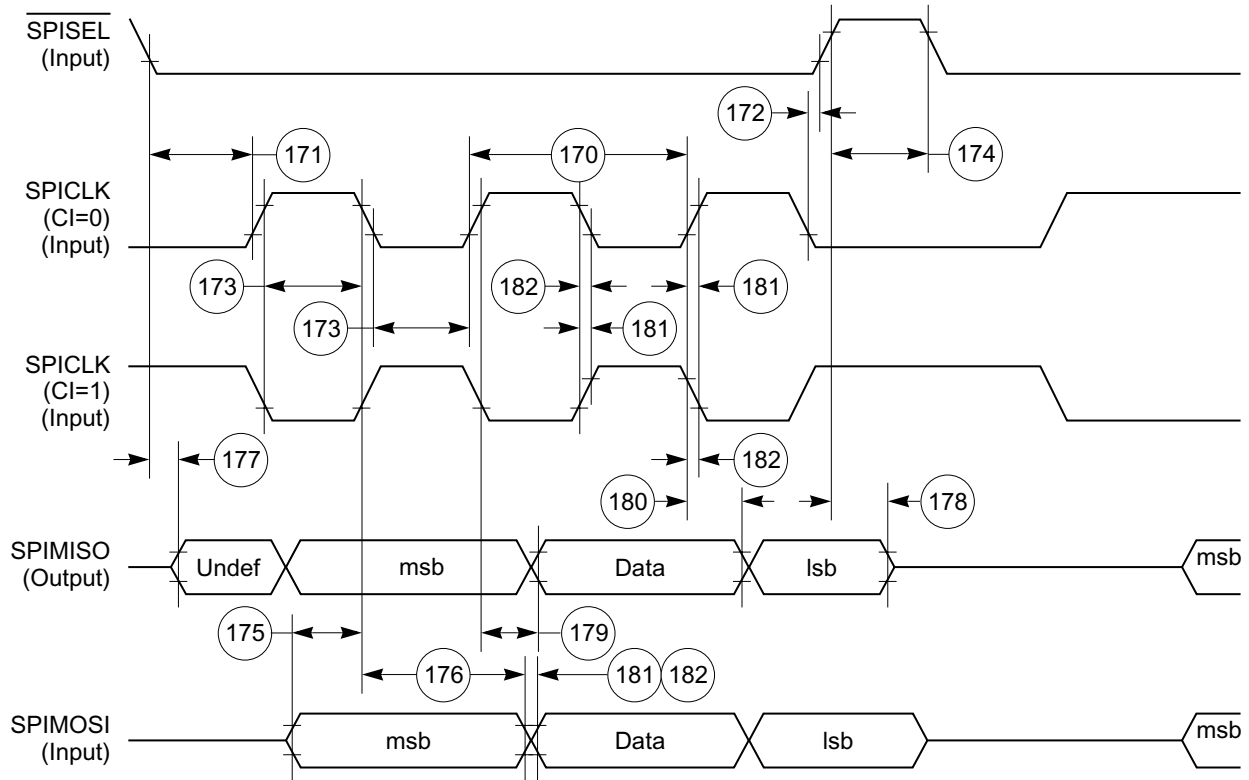 SPISEL
(Input)
172
171
170
174
SPICLK
(CI=0)
(Input)
173
182
181
173
181
SPICLK
(CI=1)
(Input)
177
182
180
178
SPIMISO
(Output)
Undef
msb
Data
lsb
msb
175
179
176
181
182
SPIMOSI
(Input)
msb
Data
lsb
msb